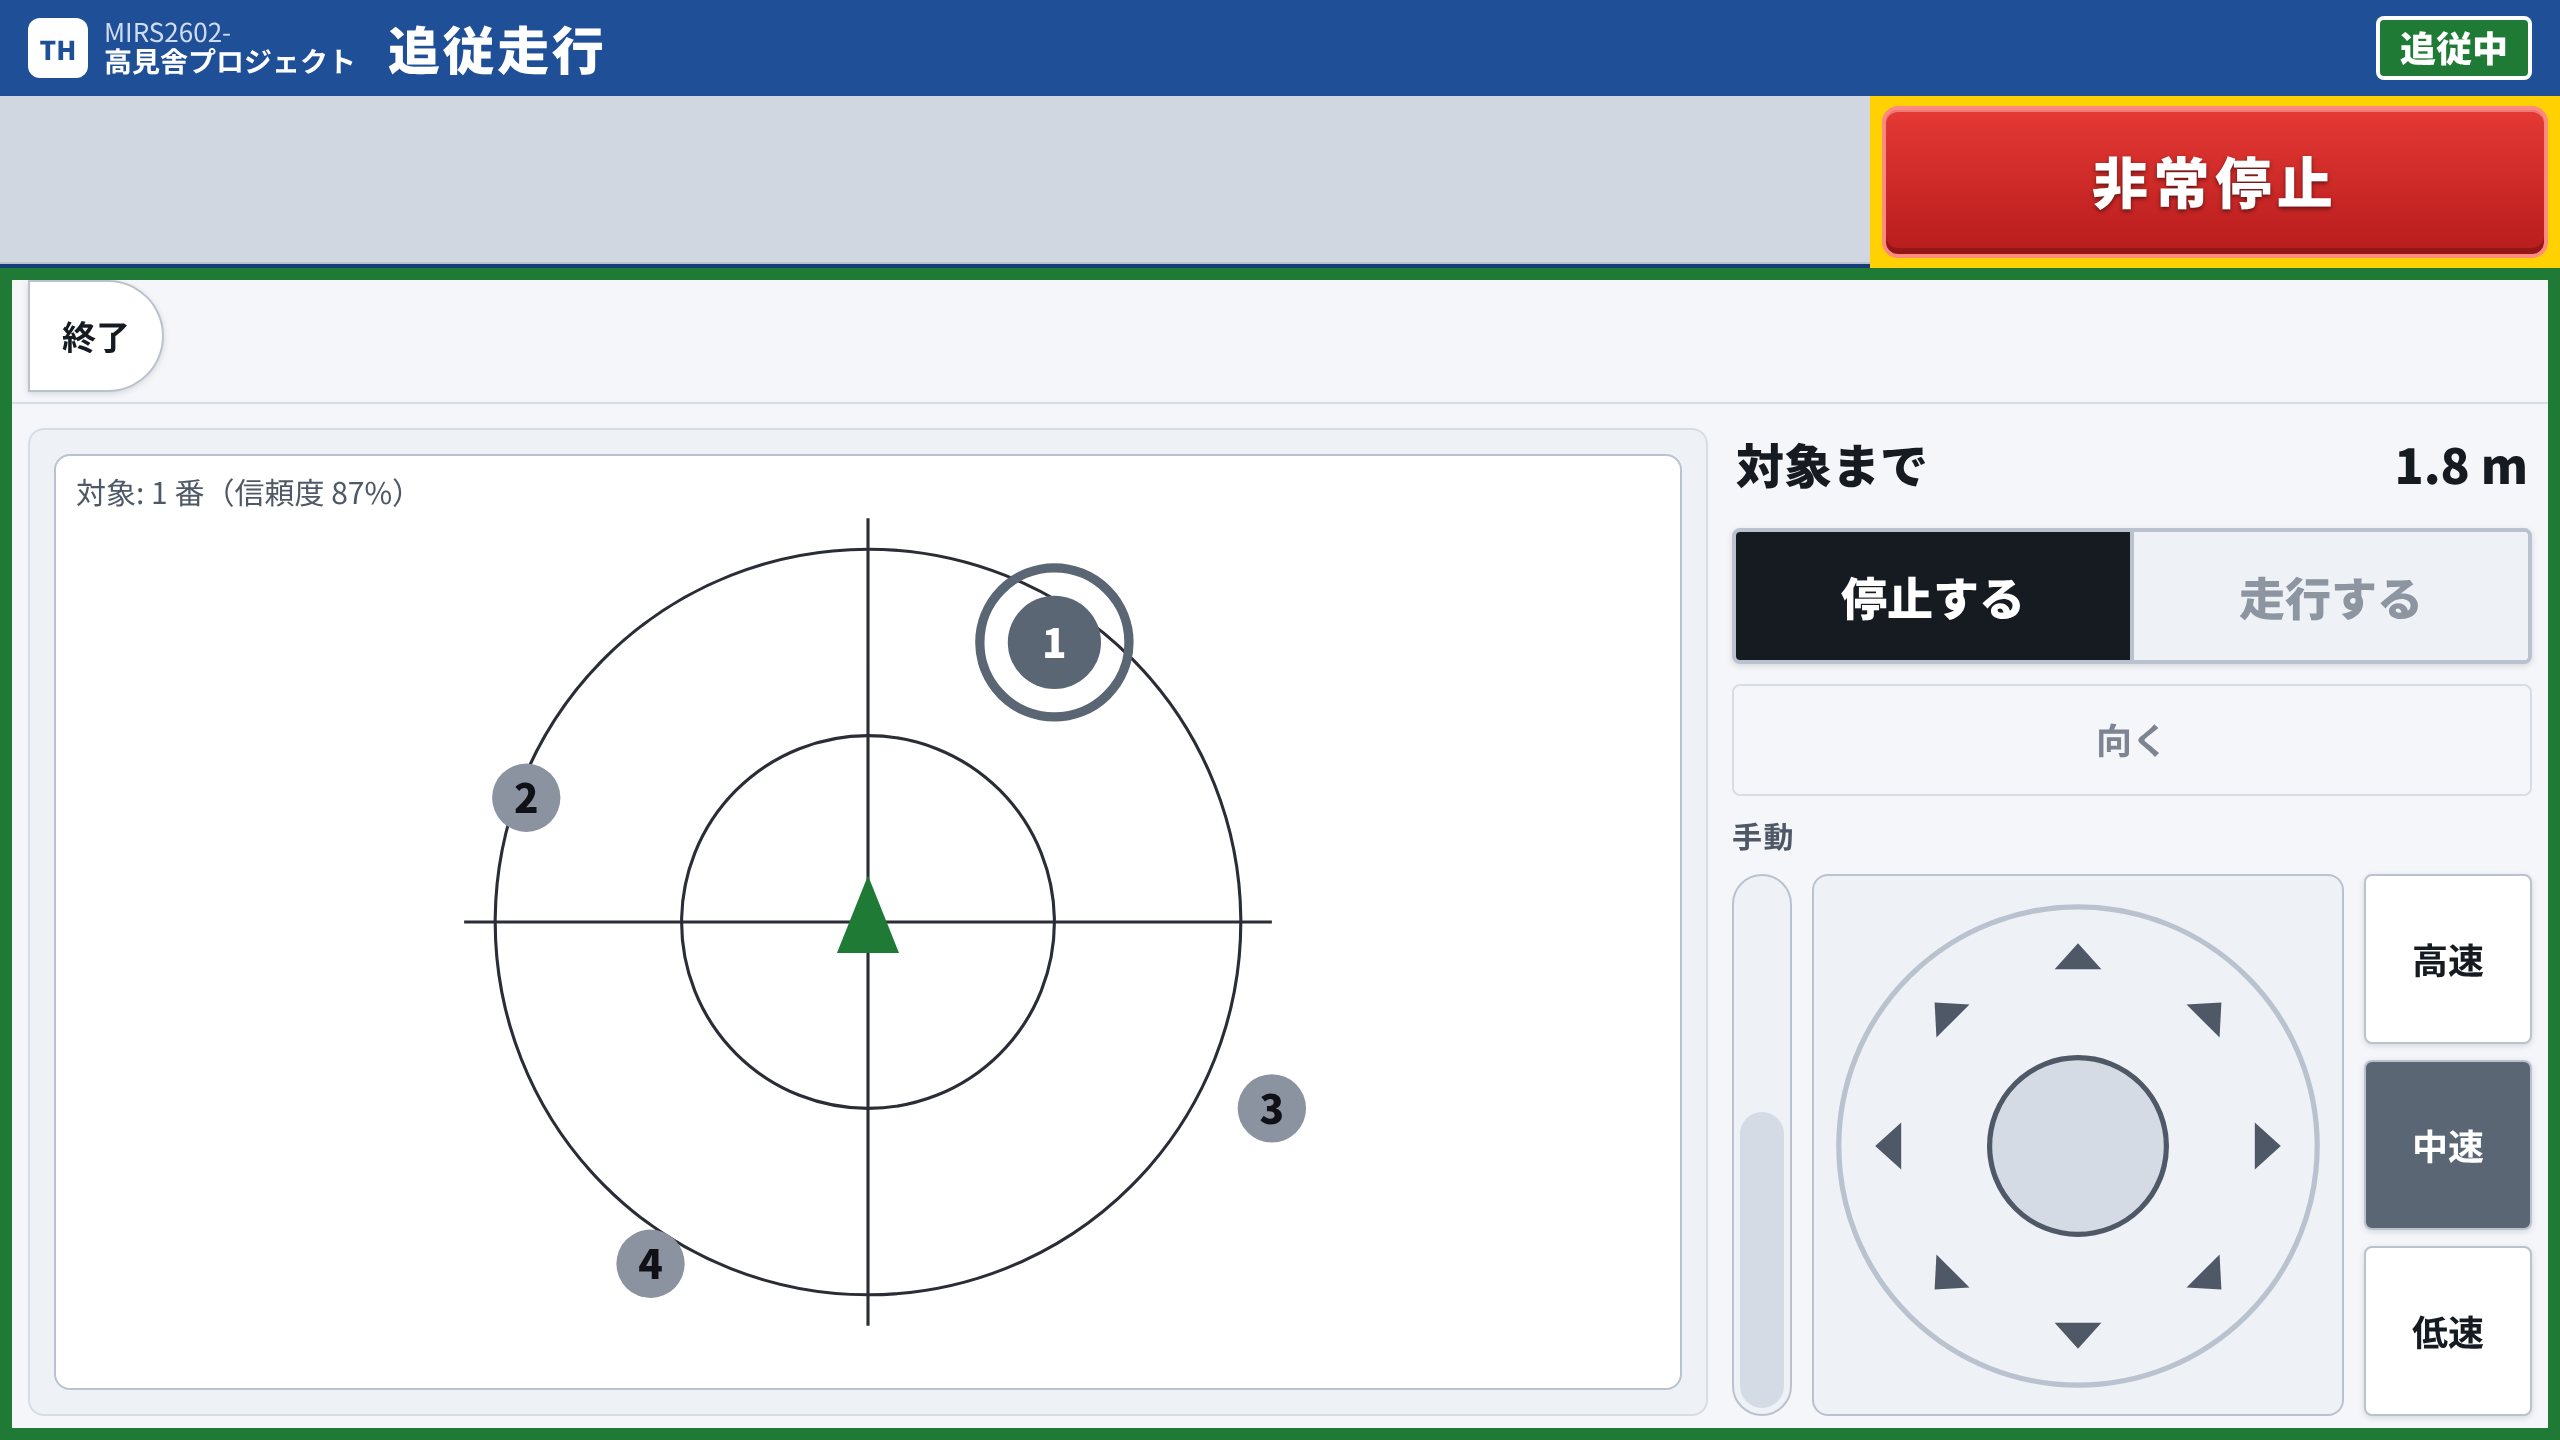 TH
MIRS2602-
高見舎プロジェクト
追従走行
追従中
非常停止
終了
対象: 1 番（信頼度 87%）
1
2
3
4
対象まで
1.8 m
停止する
走行する
向く
手動
高速
中速
低速